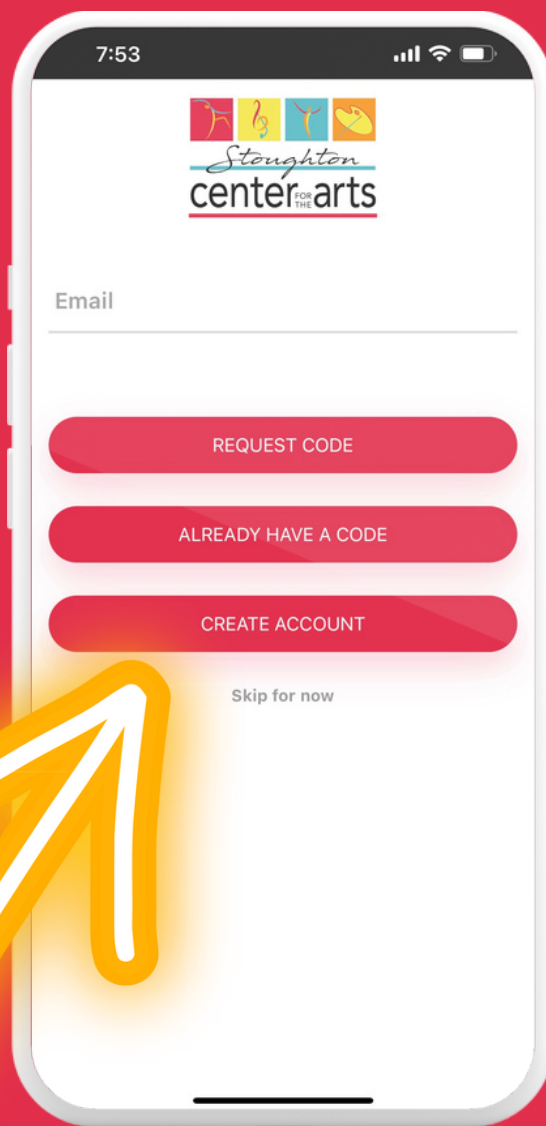 7:53
Stoughton
center FOR THE arts
Email
REQUEST CODE
ALREADY HAVE A CODE
CREATE ACCOUNT
Skip for now